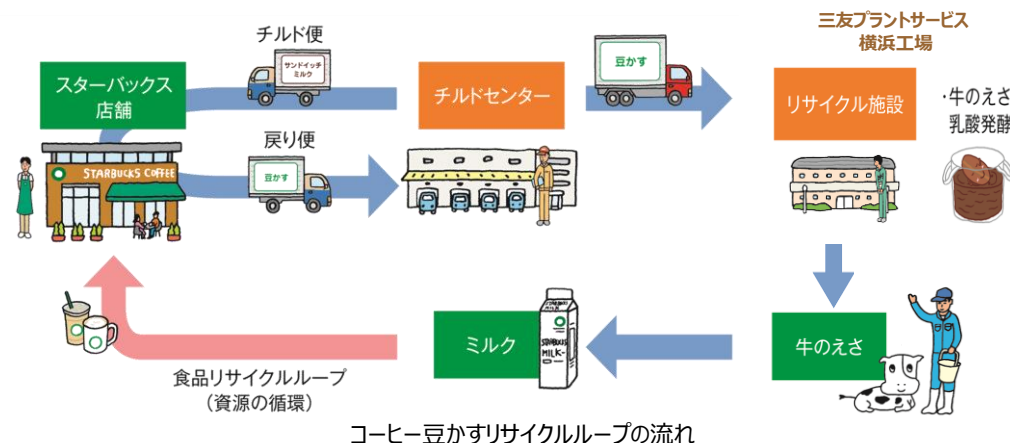 三友プラントサービス
横浜工場
チルド便
サンドイッチ
ミルク
豆かす
スターバックス
店舗
チルドセンター
リサイクル施設
・牛のえさ
乳酸発酵
戻り便
豆かす
STARBUCKS COFFEE
STARBUCKS
MILK
ミルク
STARBUCKS
MILK-
牛のえさ
食品リサイクルループ
（資源の循環）
コーヒー豆かすリサイクルループの流れ